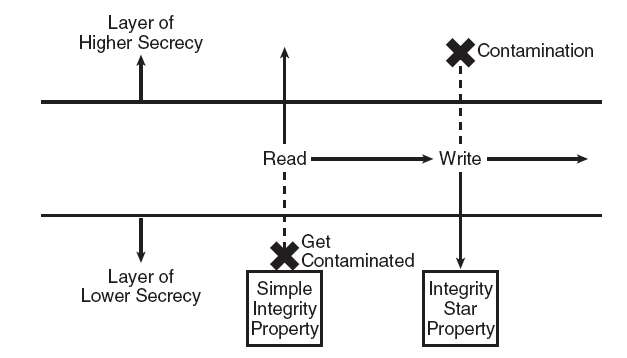 Layer of
Higher Secrecy
Contamination
Read
Write
Get
Contaminated
Layer of
Lower Secrecy
Simple
Integrity
Property
Integrity
Star
Property